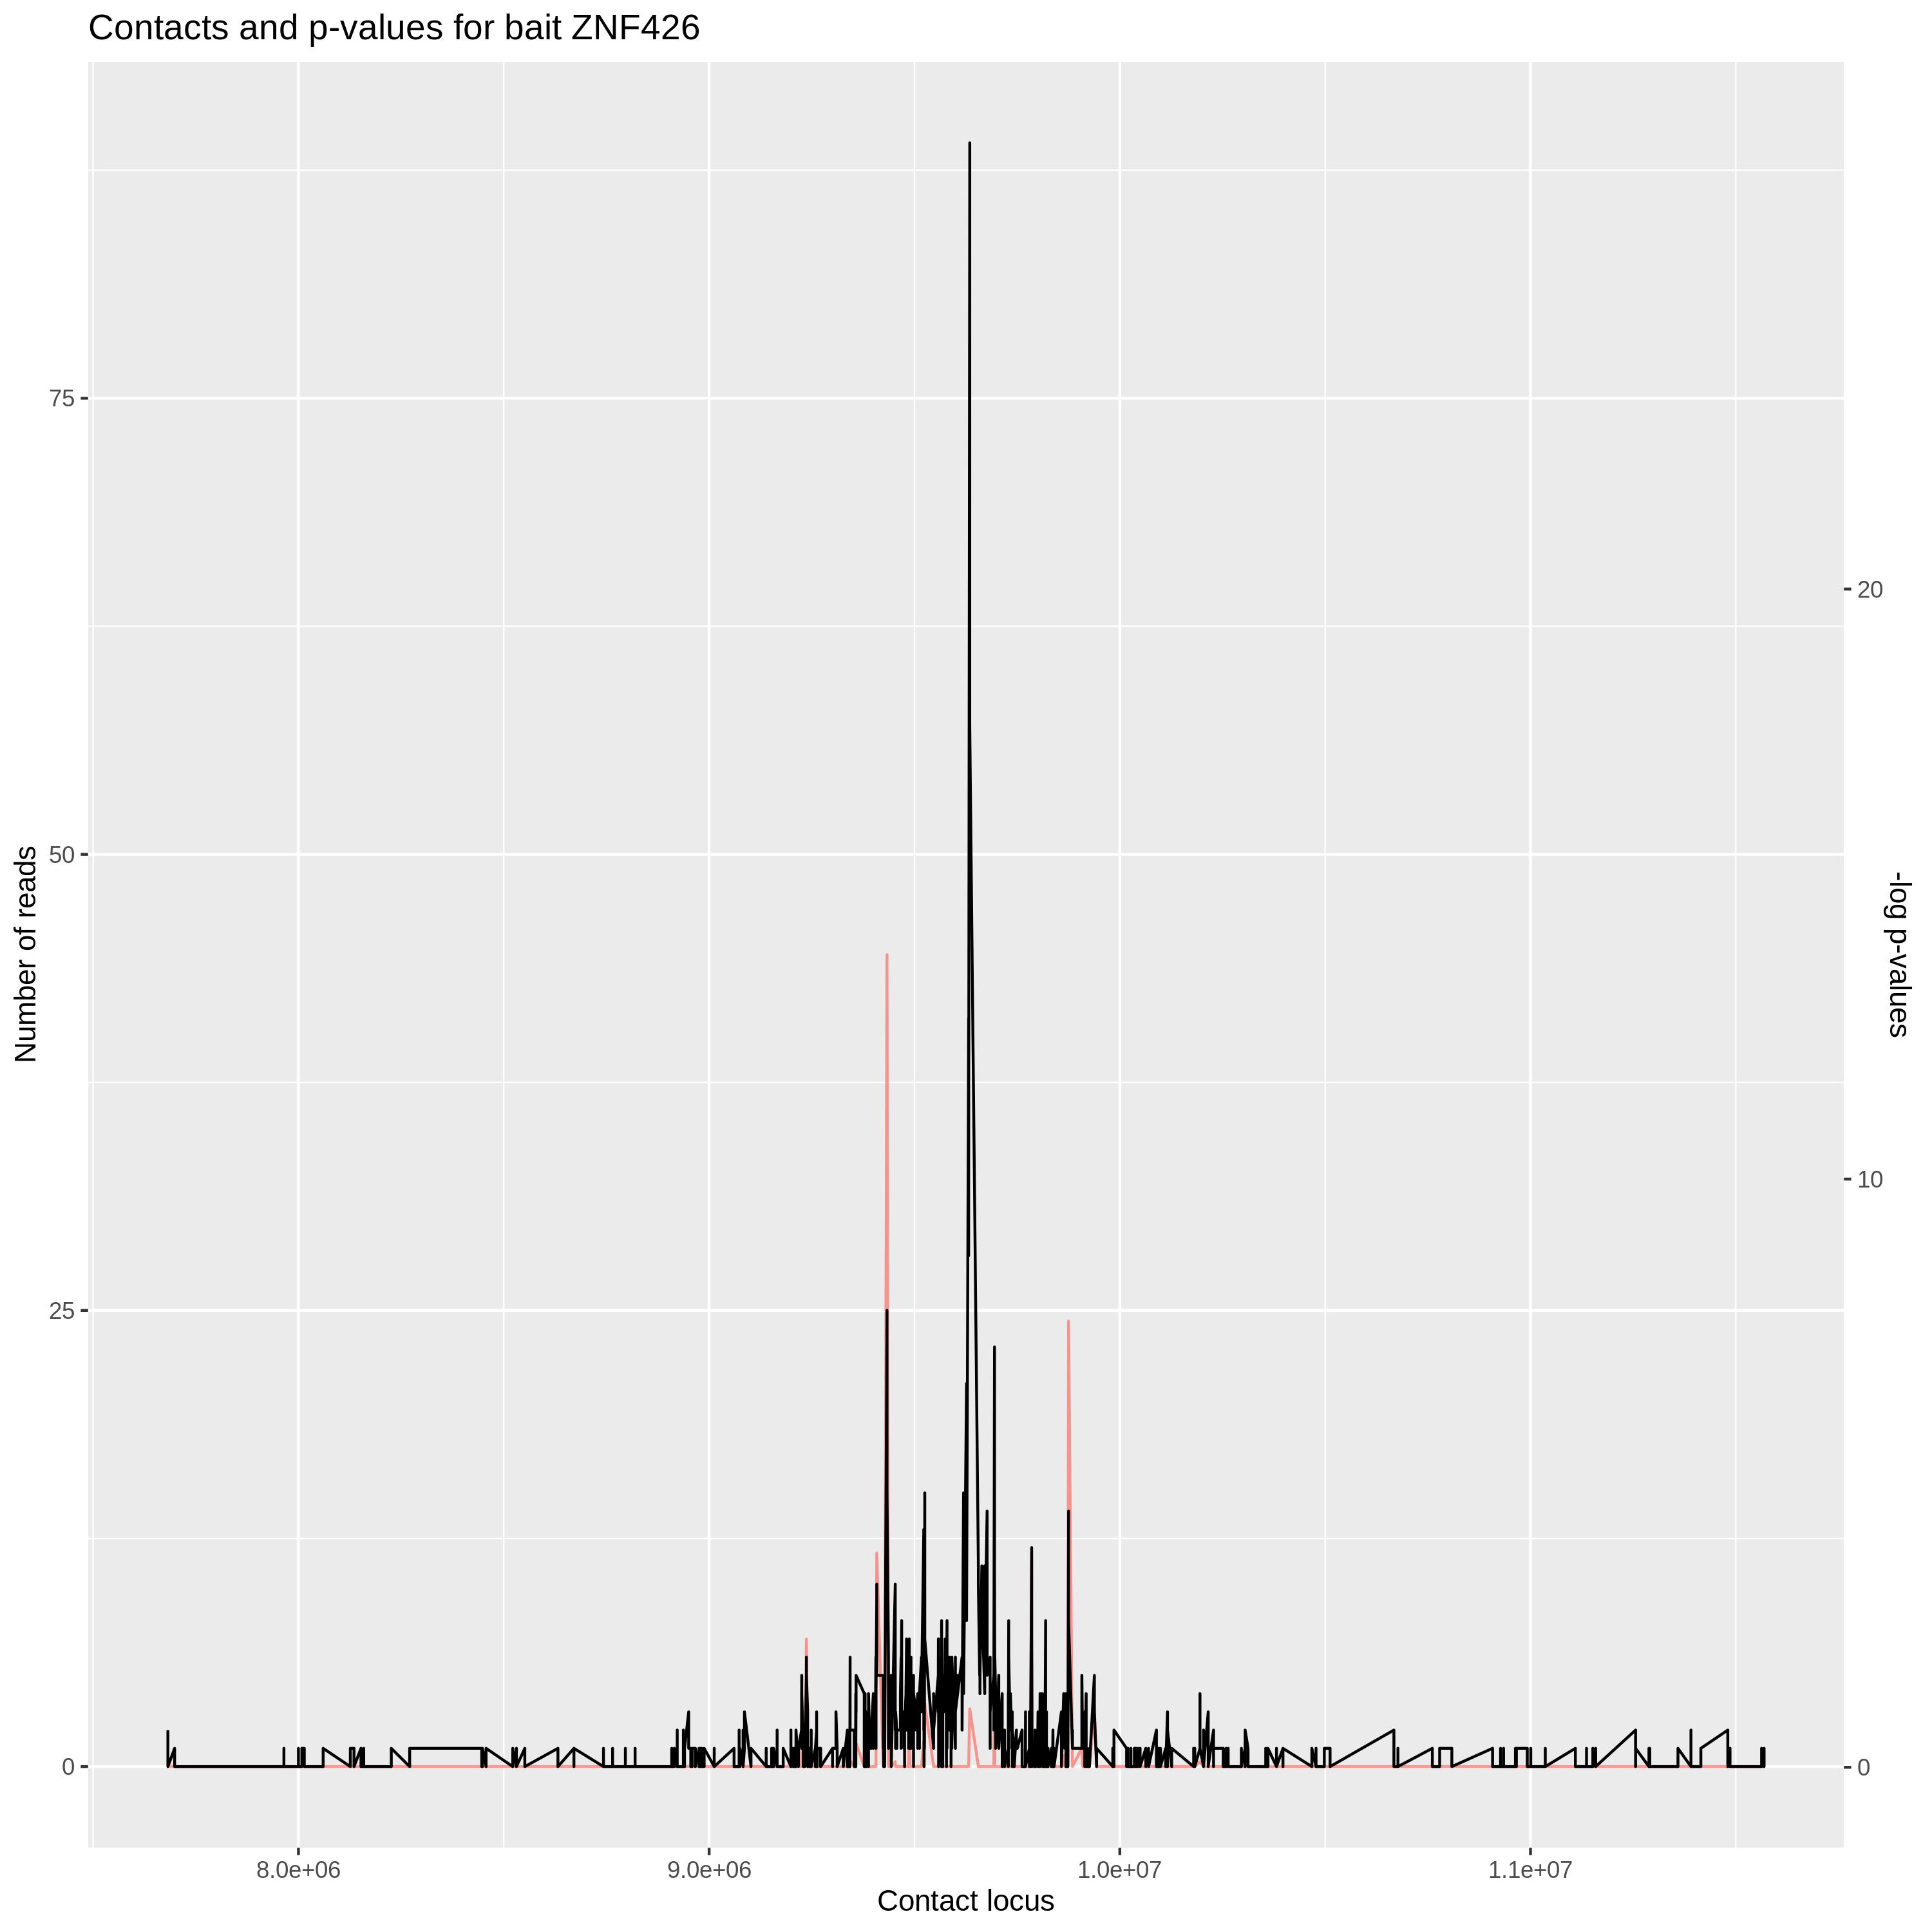 Contacts and p-values for bait ZNF426
75
50
25
0
Number of reads
20
10
0
-log p-values
8.0e+06
9.0e+06
1.0e+07
1.1e+07
Contact locus